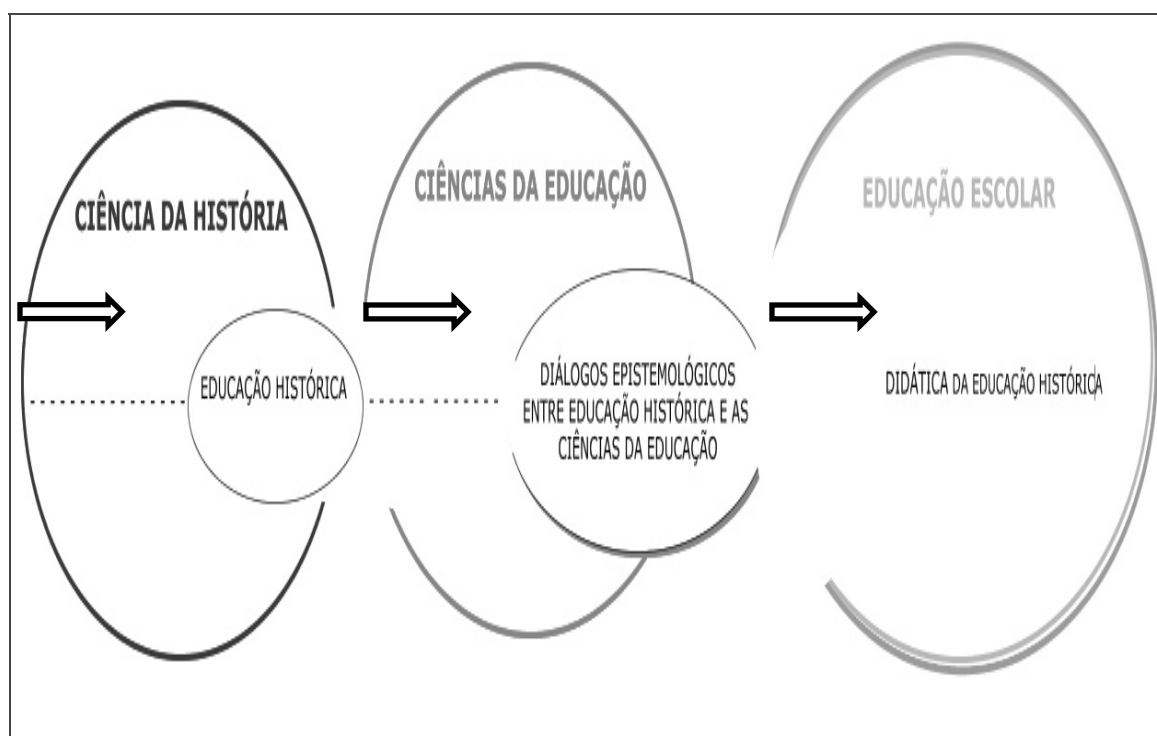 CIÊNCIA DA HISTÓRIA
EDUCAÇÃO HISTÓRICA
CIÊNCIAS DA EDUCAÇÃO
DIÁLOGOS EPISTEMOLÓGICOS
ENTRE EDUCAÇÃO HISTÓRICA E AS
CIÊNCIAS DA EDUCAÇÃO
EDUCAÇÃO ESCOLAR
DIDÁTICA DA EDUCAÇÃO HISTÓRICA